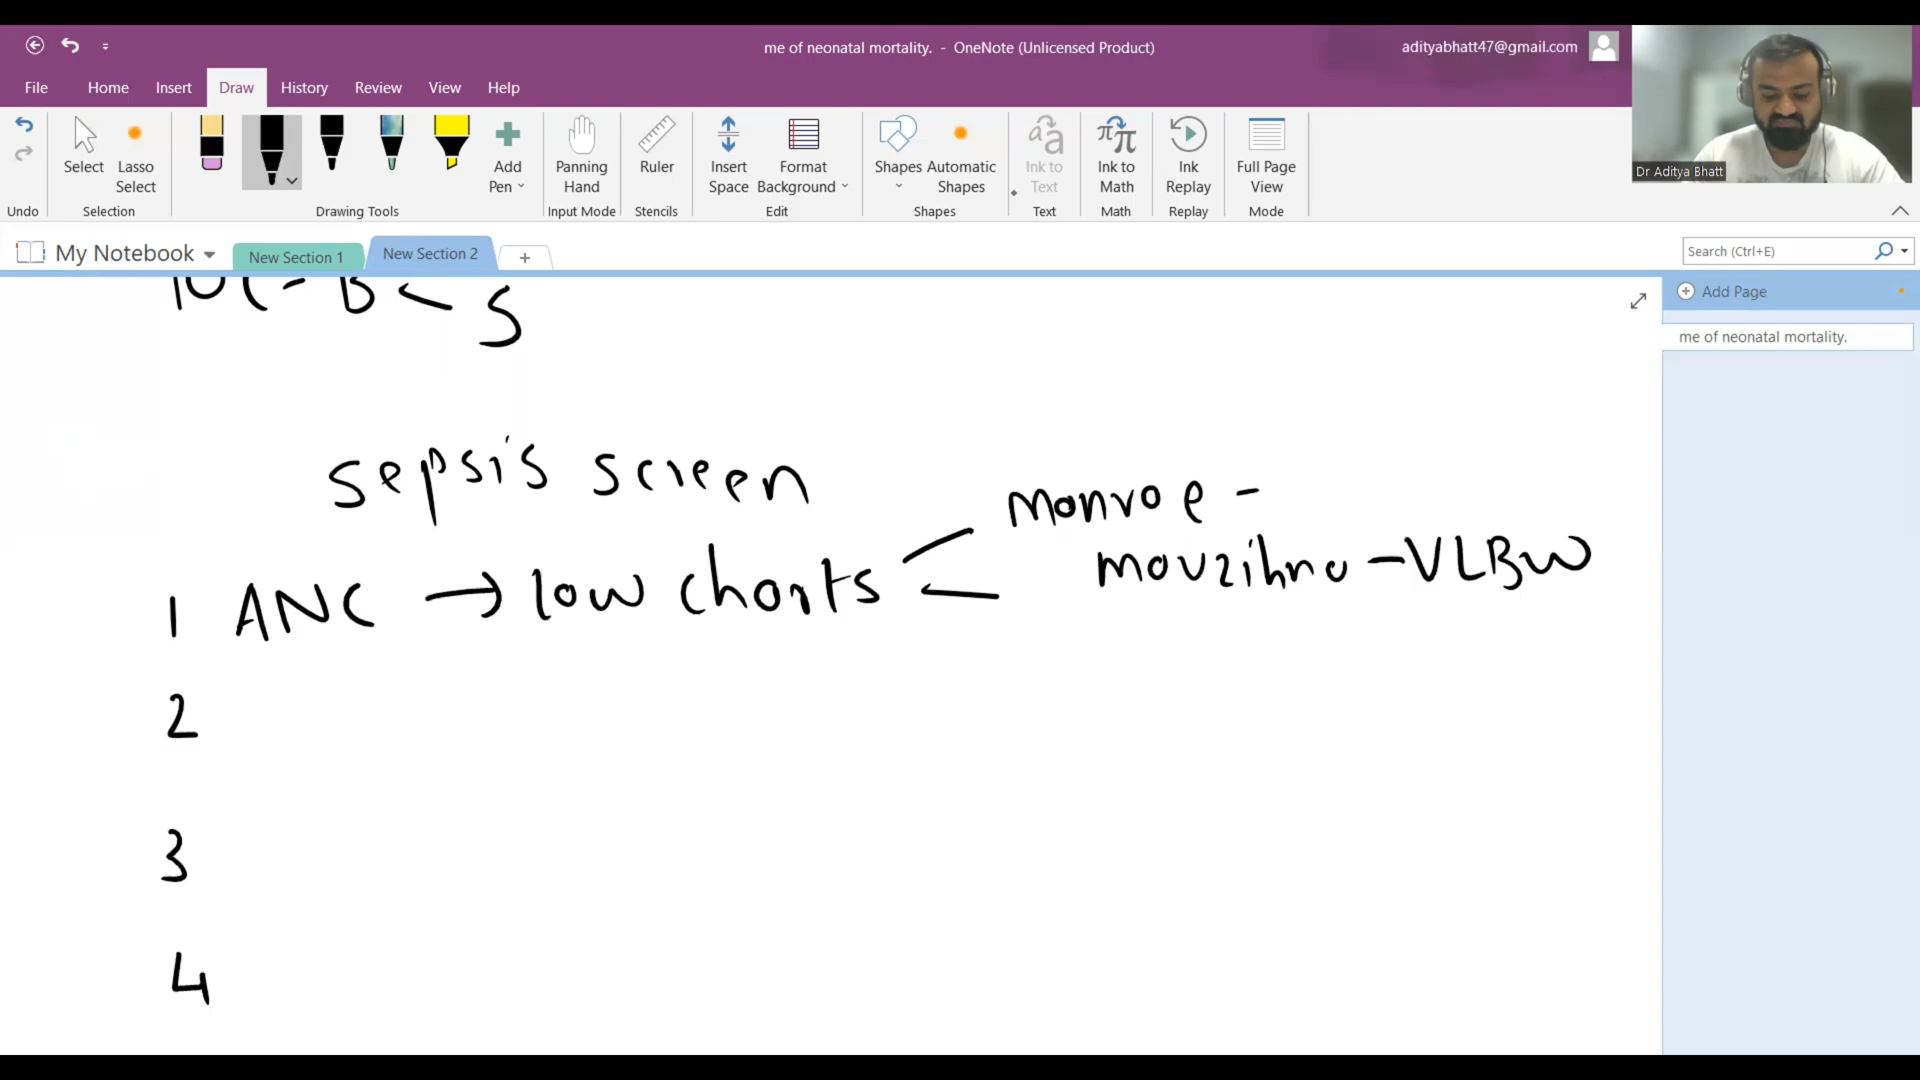 me of neonatal mortality. - OneNote (Unlicensed Product)
adityabhatt47@gmail.com
File Home Insert Draw History Review View Help
Select
Lasso Select
Add Pen
Panning Hand
Ruler
Insert Space
Format Background
Shapes
Automatic Shapes
Ink to Text
Ink to Math
Ink Replay
Full Page View
Dr Aditya Bhatt
Undo Selection Drawing Tools Input Mode Stencils Edit Shapes Text Math Replay Mode
My Notebook New Section 1 New Section 2 +
Search (Ctrl+E)
Add Page
me of neonatal mortality.
S
sepsis screen
monroe -
mouzihno - VLBW
1 ANC → low charts
2
3
4